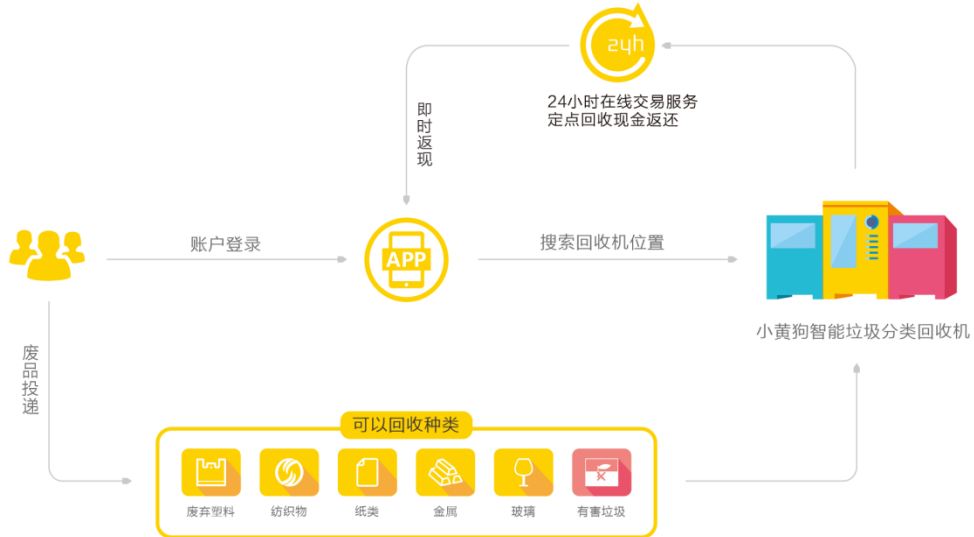 24h
24小时在线交易服务
定点回收现金返还
即时返现
账户登录
APP
搜索回收机位置
小黄狗智能垃圾分类回收机
废品投递
可以回收种类
废弃塑料
纺织物
纸类
金属
玻璃
有害垃圾